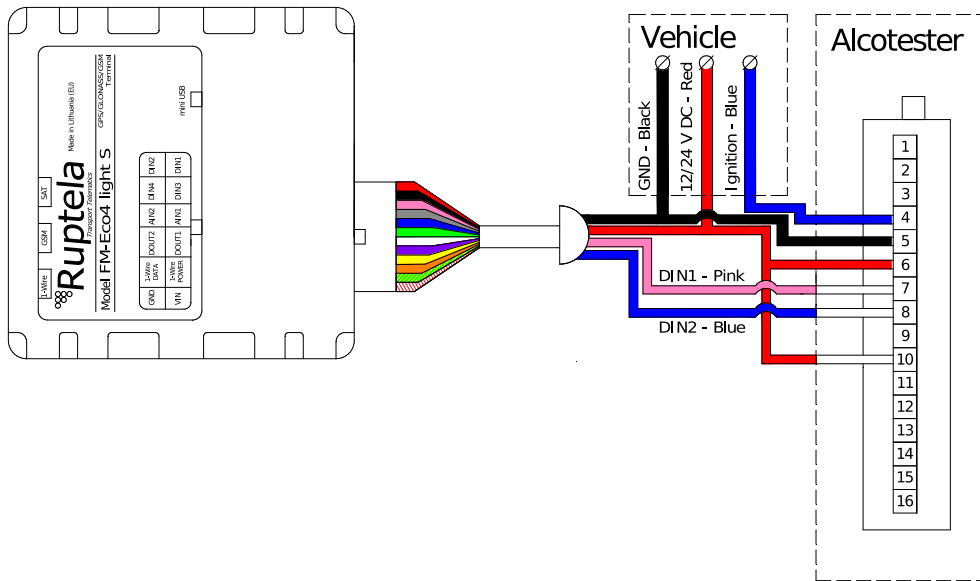 1-Wire
GSM
SAT
Ruptela
Transport Telematics
Made in Lithuania (EU)
Model FM-Eco4 light S
GPS/GLONASS/GSM
Terminal
GND
1-Wire
DATA
DOUT2
AIN2
DIN4
DIN2
VIN
1-Wire
POWER
DOUT1
AIN1
DIN3
DIN1
mini USB
Vehicle
GND - Black
12/24 V DC - Red
Ignition - Blue
DIN1 - Pink
DIN2 - Blue
Alcotester
1
2
3
4
5
6
7
8
9
10
11
12
13
14
15
16